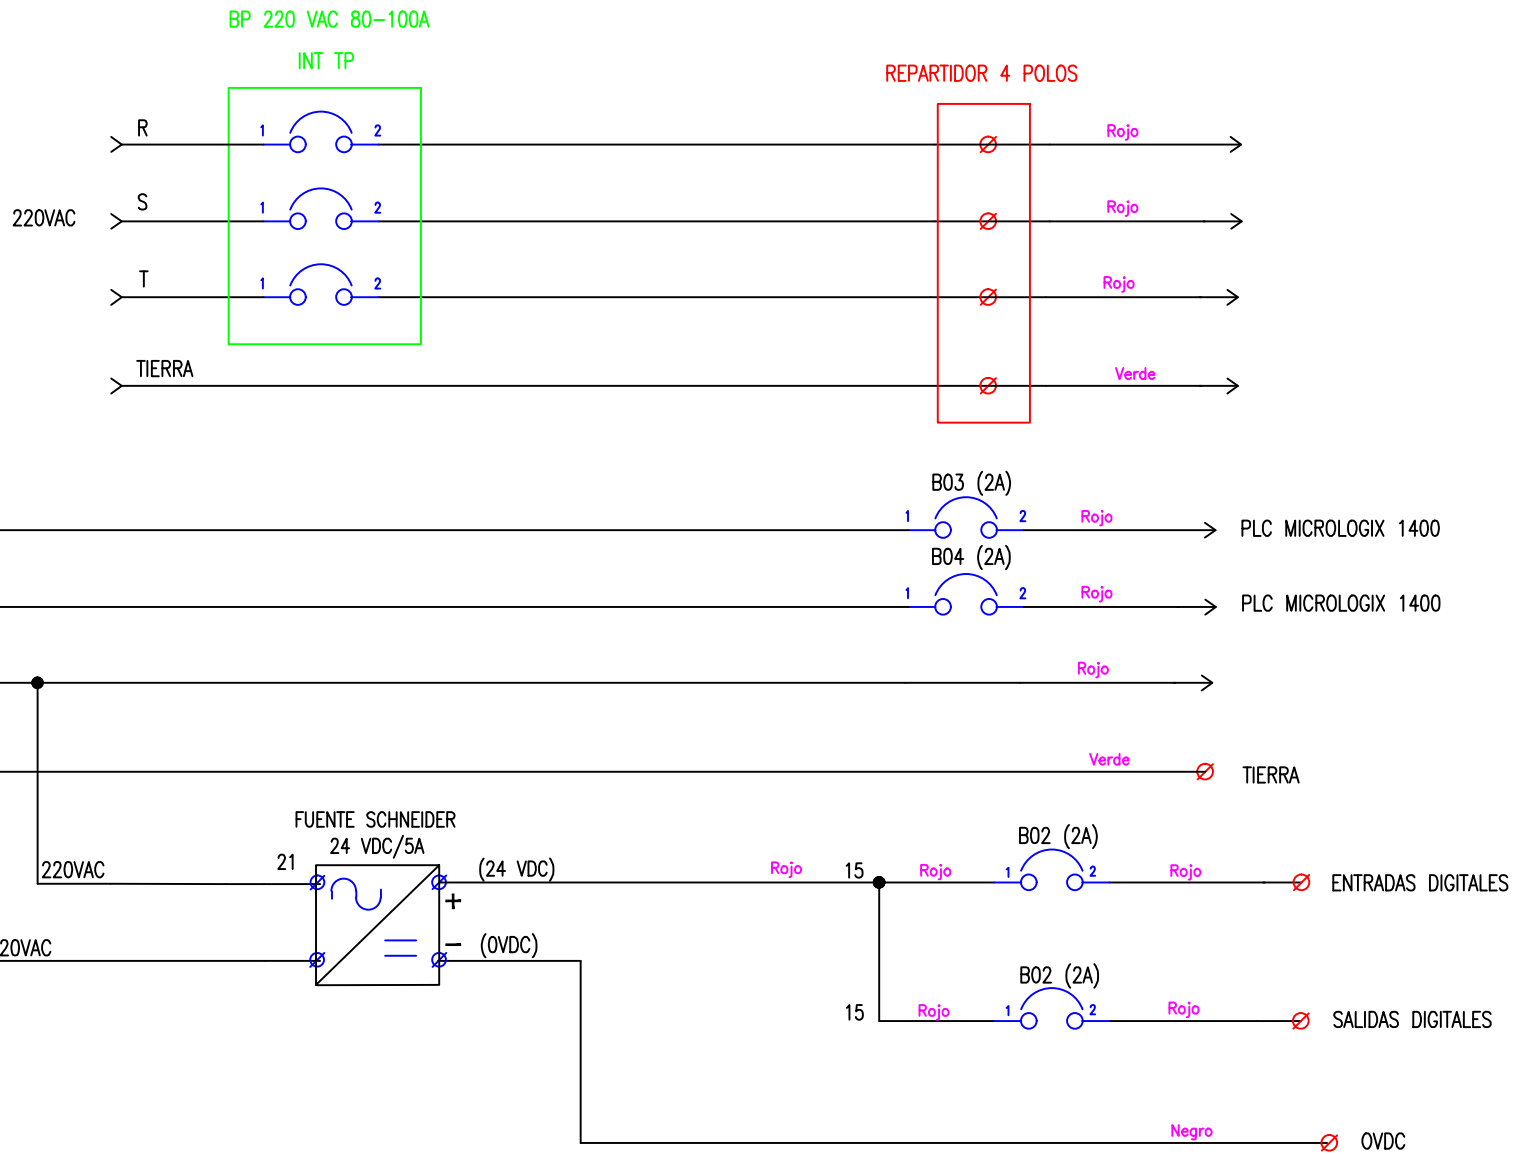 BP 220 VAC 80-100A
INT TP
REPARTIDOR 4 POLOS
R
1
2
Rojo
S
1
2
Rojo
220VAC
T
1
2
Rojo
TIERRA
Verde
B03 (2A)
1
2
Rojo
PLC MICROLOGIX 1400
B04 (2A)
1
2
Rojo
PLC MICROLOGIX 1400
Rojo
Verde
TIERRA
FUENTE SCHNEIDER
24 VDC/5A
220VAC
21
(24 VDC)
+
Rojo
15
Rojo
B02 (2A)
1
2
Rojo
ENTRADAS DIGITALES
20VAC
-
(0VDC)
15
Rojo
B02 (2A)
1
2
Rojo
SALIDAS DIGITALES
Negro
0VDC